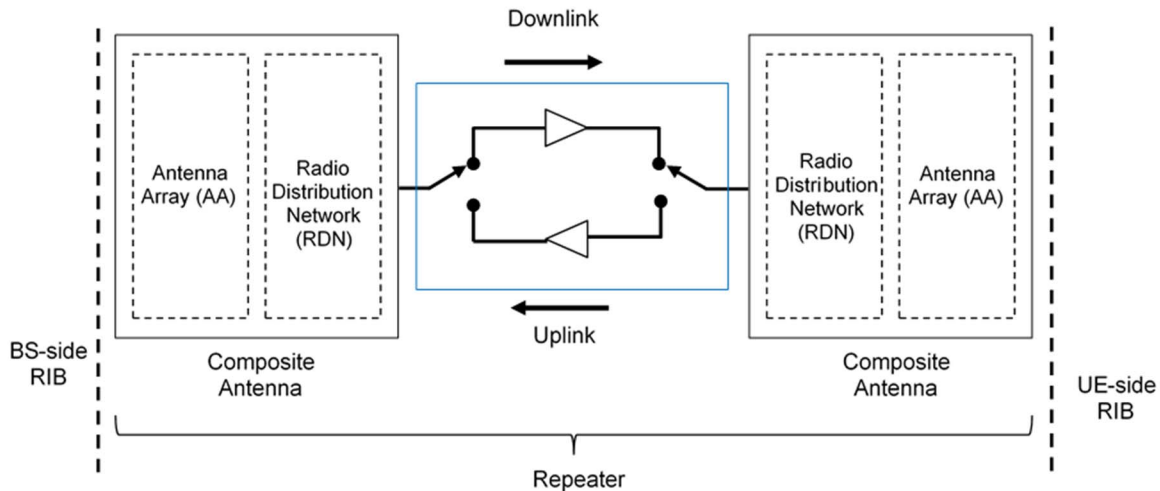 Downlink
Antenna
Array (AA)
Radio
Distribution
Network
(RDN)
Radio
Distribution
Network
(RDN)
Antenna
Array (AA)
Uplink
BS-side
RIB
Composite
Antenna
Composite
Antenna
UE-side
RIB
Repeater